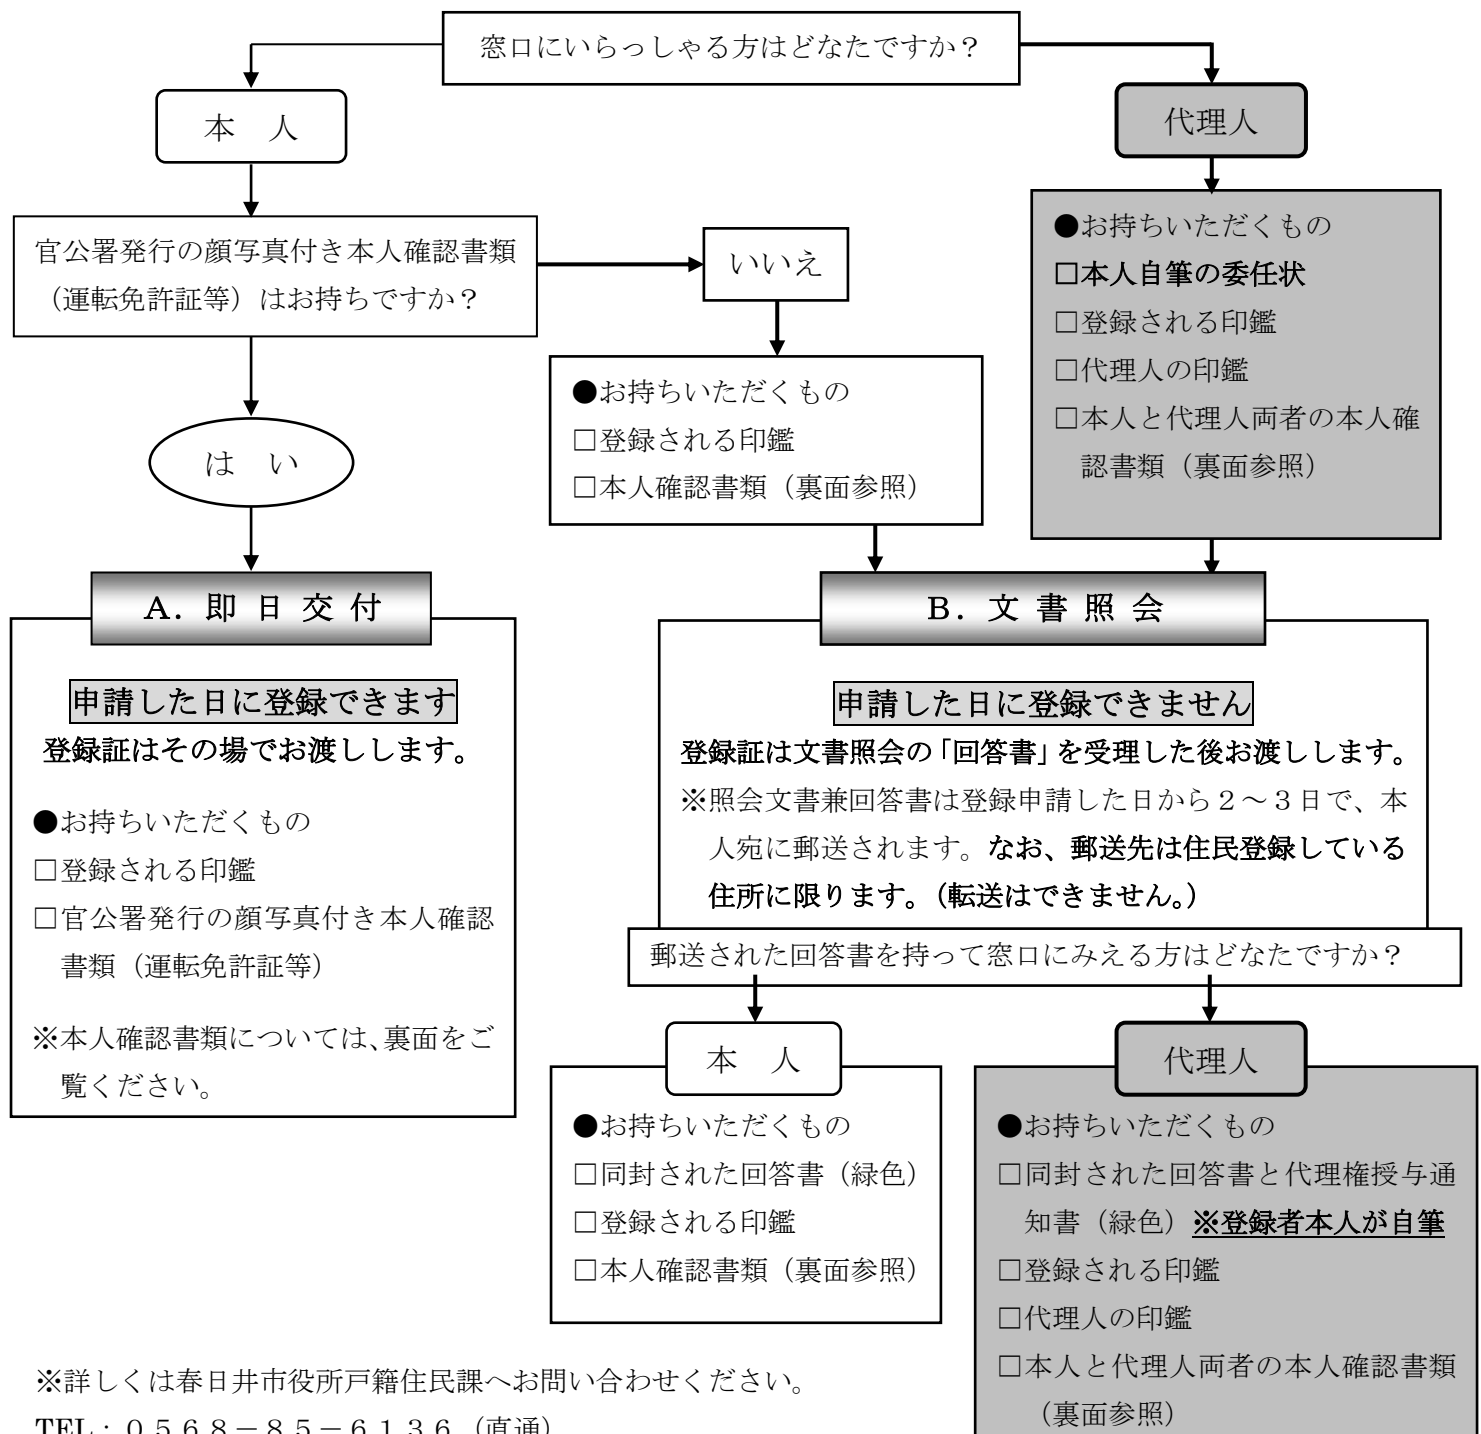 窓口にいらっしゃる方はどなたですか？
本　人
代理人
官公署発行の顔写真付き本人確認書類
（運転免許証等）はお持ちですか？
いいえ
●お持ちいただくもの
□本人自筆の委任状
□登録される印鑑
□代理人の印鑑
□本人と代理人両者の本人確
認書類（裏面参照）
は　い
●お持ちいただくもの
□登録される印鑑
□本人確認書類（裏面参照）
A．即 日 交 付
申請した日に登録できます
登録証はその場でお渡しします。
●お持ちいただくもの
□登録される印鑑
□官公署発行の顔写真付き本人確認
書類（運転免許証等）
※本人確認書類については、裏面をご
覧ください。
B．文 書 照 会
申請した日に登録できません
登録証は文書照会の「回答書」を受理した後お渡しします。
※照会文書兼回答書は登録申請した日から２～３日で、本
人宛に郵送されます。なお、郵送先は住民登録している
住所に限ります。（転送はできません。）
郵送された回答書を持って窓口にみえる方はどなたですか？
本　人
●お持ちいただくもの
□同封された回答書（緑色）
□登録される印鑑
□本人確認書類（裏面参照）
代理人
●お持ちいただくもの
□同封された回答書と代理権授与通
知書（緑色）※登録者本人が自筆
□登録される印鑑
□代理人の印鑑
□本人と代理人両者の本人確認書類
（裏面参照）
※詳しくは春日井市役所戸籍住民課へお問い合わせください。
TEL：０５６８－８５－６１３６（直通）